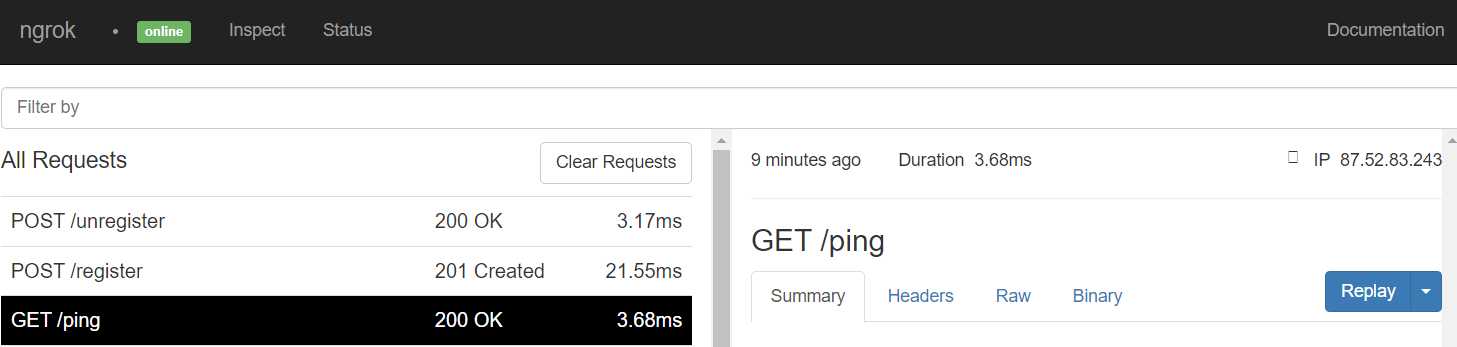 ngrok • online Inspect Status Documentation
Filter by
All Requests Clear Requests
POST /unregister 200 OK 3.17ms
POST /register 201 Created 21.55ms
GET /ping 200 OK 3.68ms
9 minutes ago Duration 3.68ms IP 87.52.83.243
GET /ping
Summary Headers Raw Binary Replay